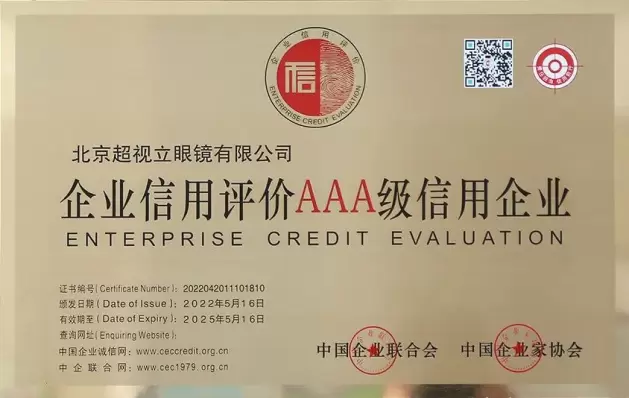 企业信用评价
信
ENTERPRISE CREDIT EVALUATION
北京超视立眼镜有限公司
企业信用评价AAA级信用企业
ENTERPRISE CREDIT EVALUATION
证书编号(Certificate Number): 2022042011101810
颁发日期(Date of Issue): 2022年5月16日
有效期至(Date of Expiry): 2025年5月16日
查询网址(Enquiring Website):
中国企业诚信网: www.ceccredit.org.cn
中企联合网: www.cec1979.org.cn
中国企业联合会 中国企业家协会